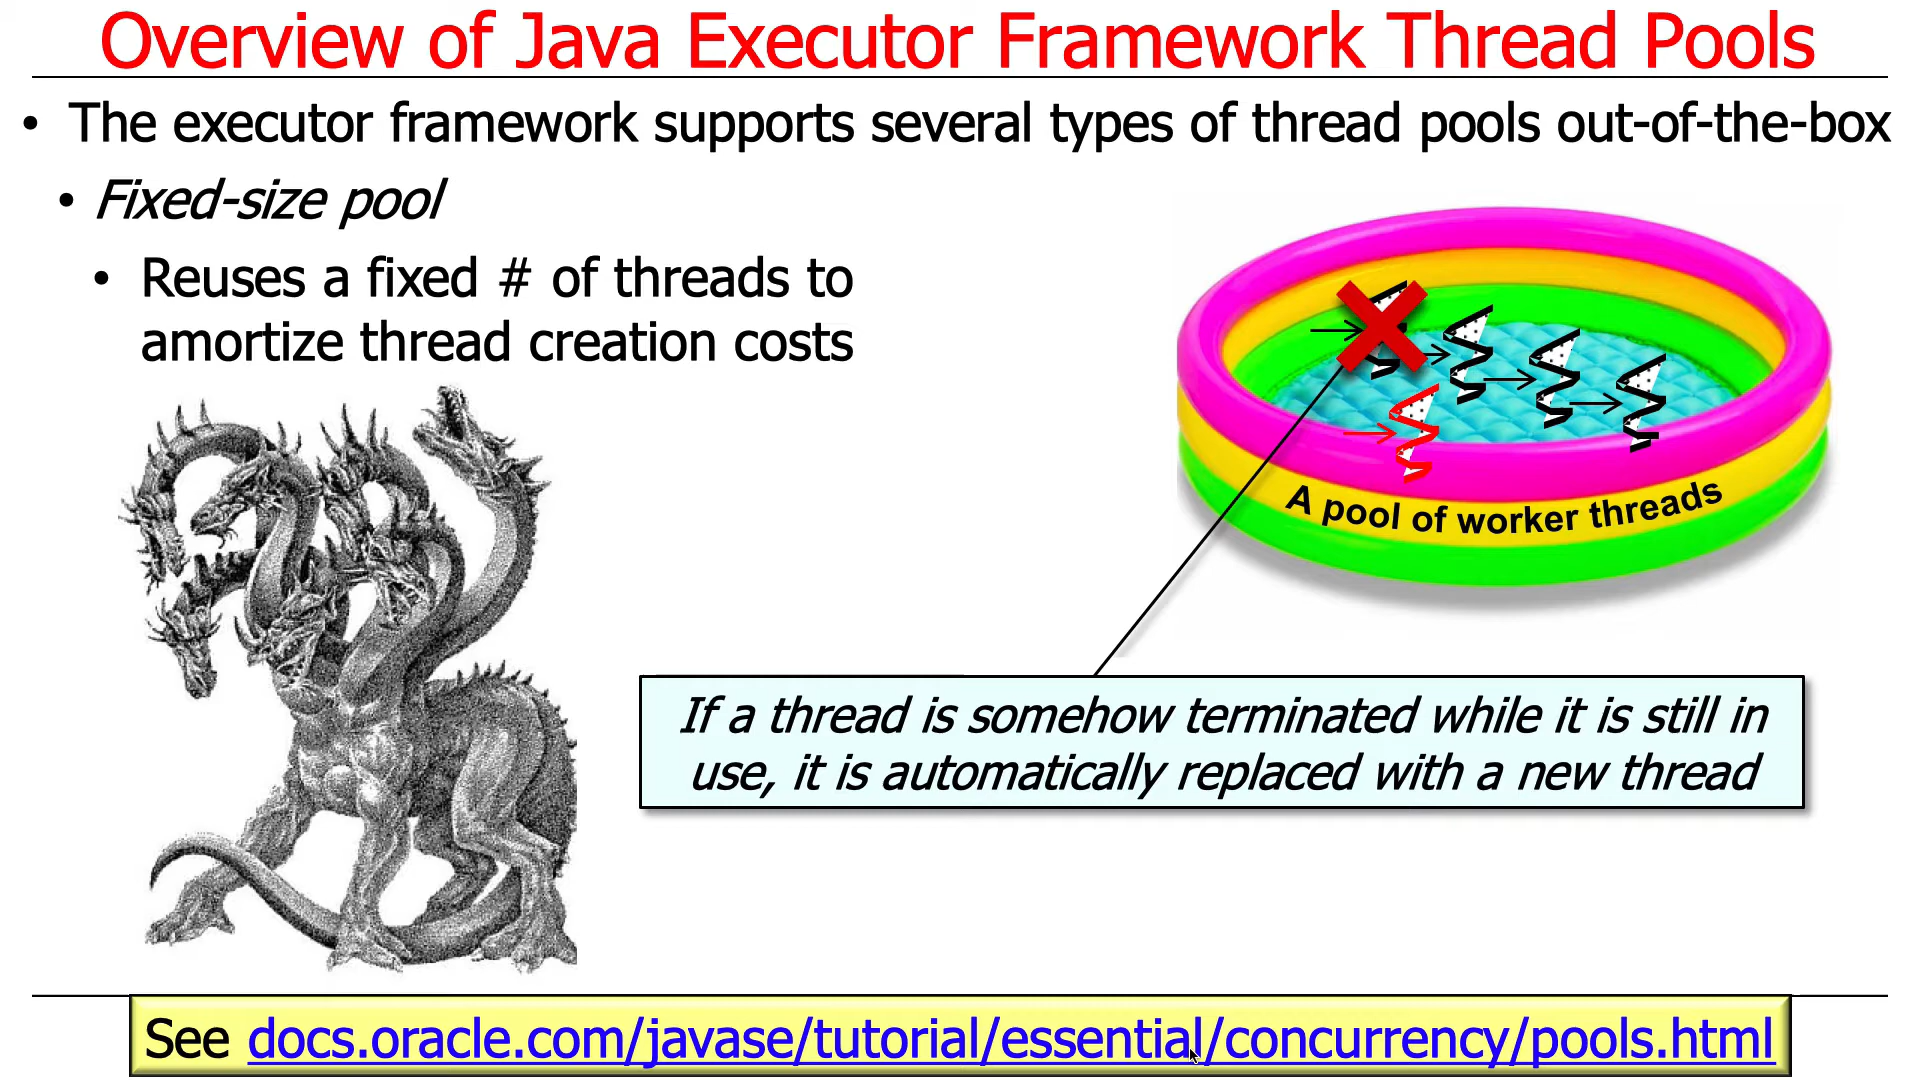 Overview of Java Executor Framework Thread Pools
• The executor framework supports several types of thread pools out-of-the-box
• Fixed-size pool
• Reuses a fixed # of threads to
amortize thread creation costs
A pool of worker threads
If a thread is somehow terminated while it is still in
use, it is automatically replaced with a new thread
See docs.oracle.com/javase/tutorial/essential/concurrency/pools.html